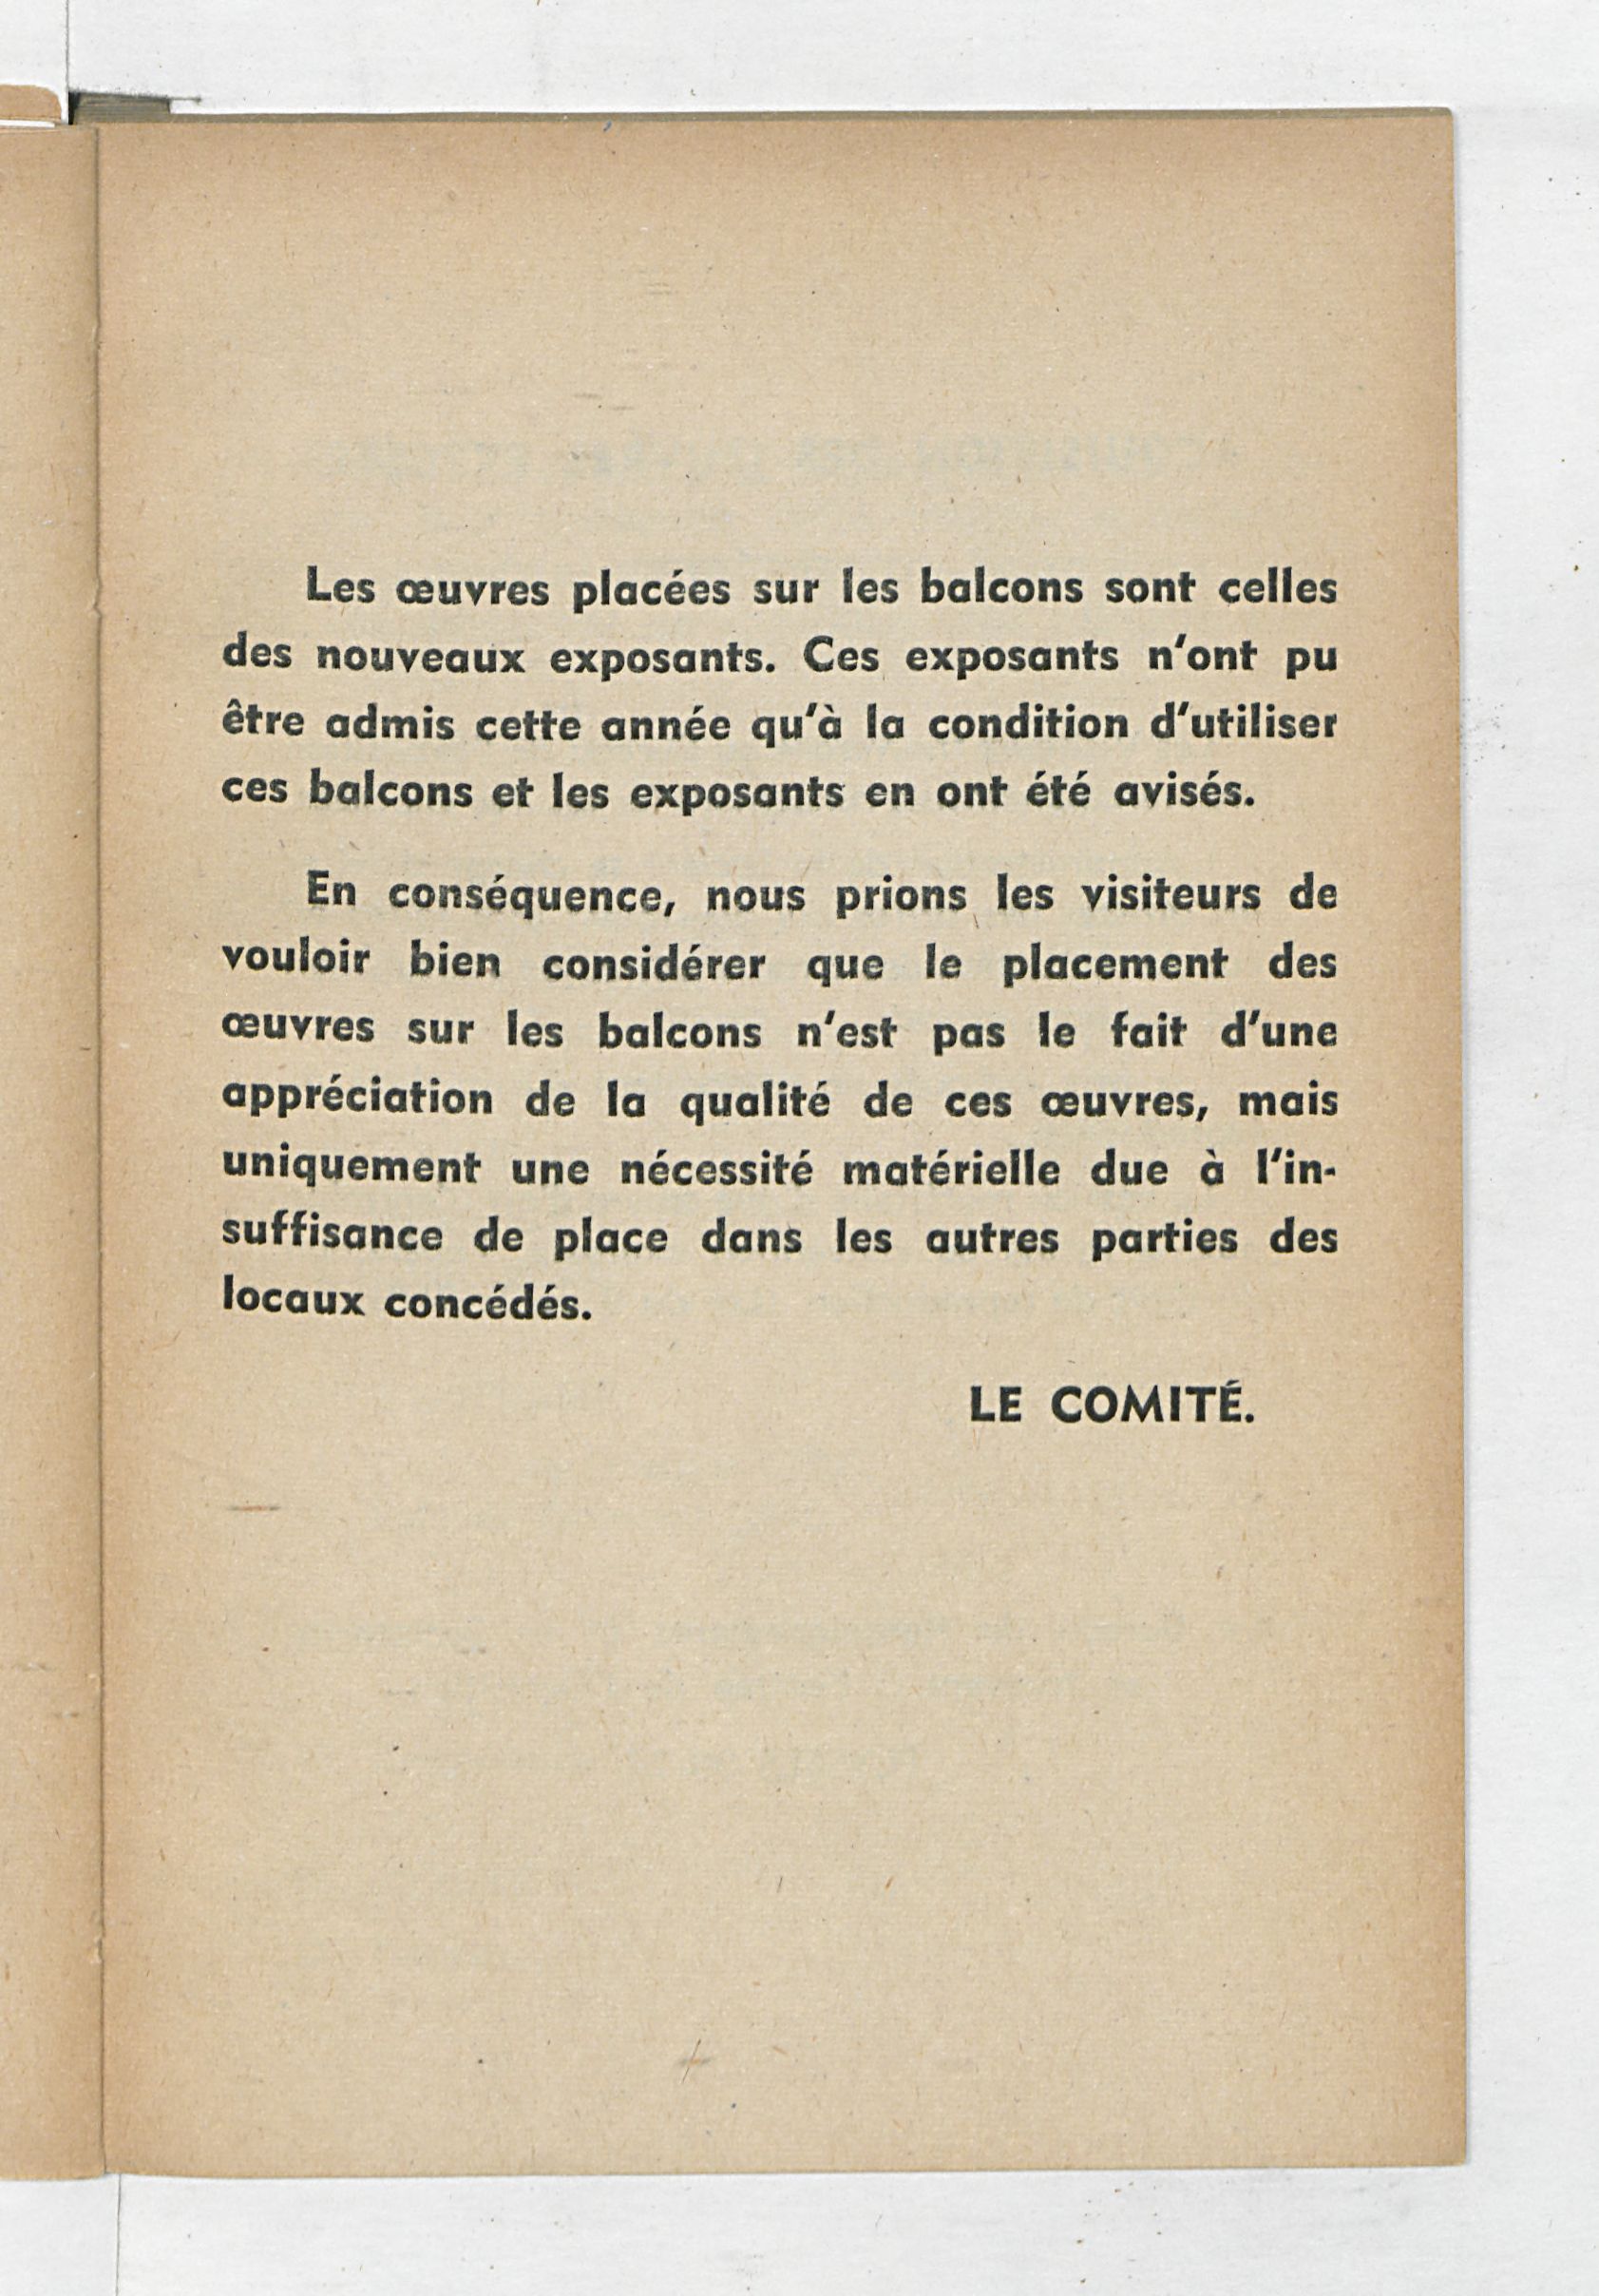 Les œuvres placées sur les balcons sont celles
des nouveaux exposants. Ces exposants n'ont pu
être admis cette année qu'à la condition d'utiliser
ces balcons et les exposants en ont été avisés.
En conséquence, nous prions les visiteurs de
vouloir bien considérer que le placement des
œuvres sur les balcons n'est pas le fait d'une
appréciation de la qualité de ces œuvres, mais
uniquement une nécessité matérielle due à l'in-
suffisance de place dans les autres parties des
locaux concédés.
LE COMITÉ.